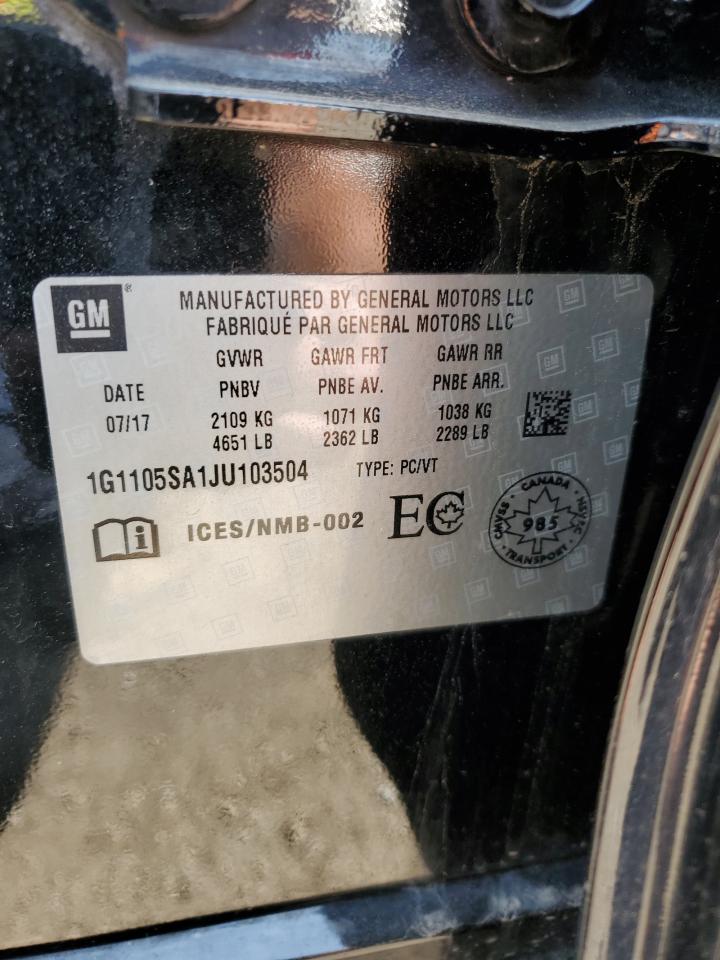 GM®
MANUFACTURED BY GENERAL MOTORS LLC
FABRIQUÉ PAR GENERAL MOTORS LLC
GVWR GAWR FRT GAWR RR
DATE PNBV PNBE AV. PNBE ARR.
07/17 2109 KG 1071 KG 1038 KG
4651 LB 2362 LB 2289 LB
1G1105SA1JU103504 TYPE: PC/VT
i ICES/NMB-002 EC
CANADA
CMVSS 985 NSVAC
TRANSPORT